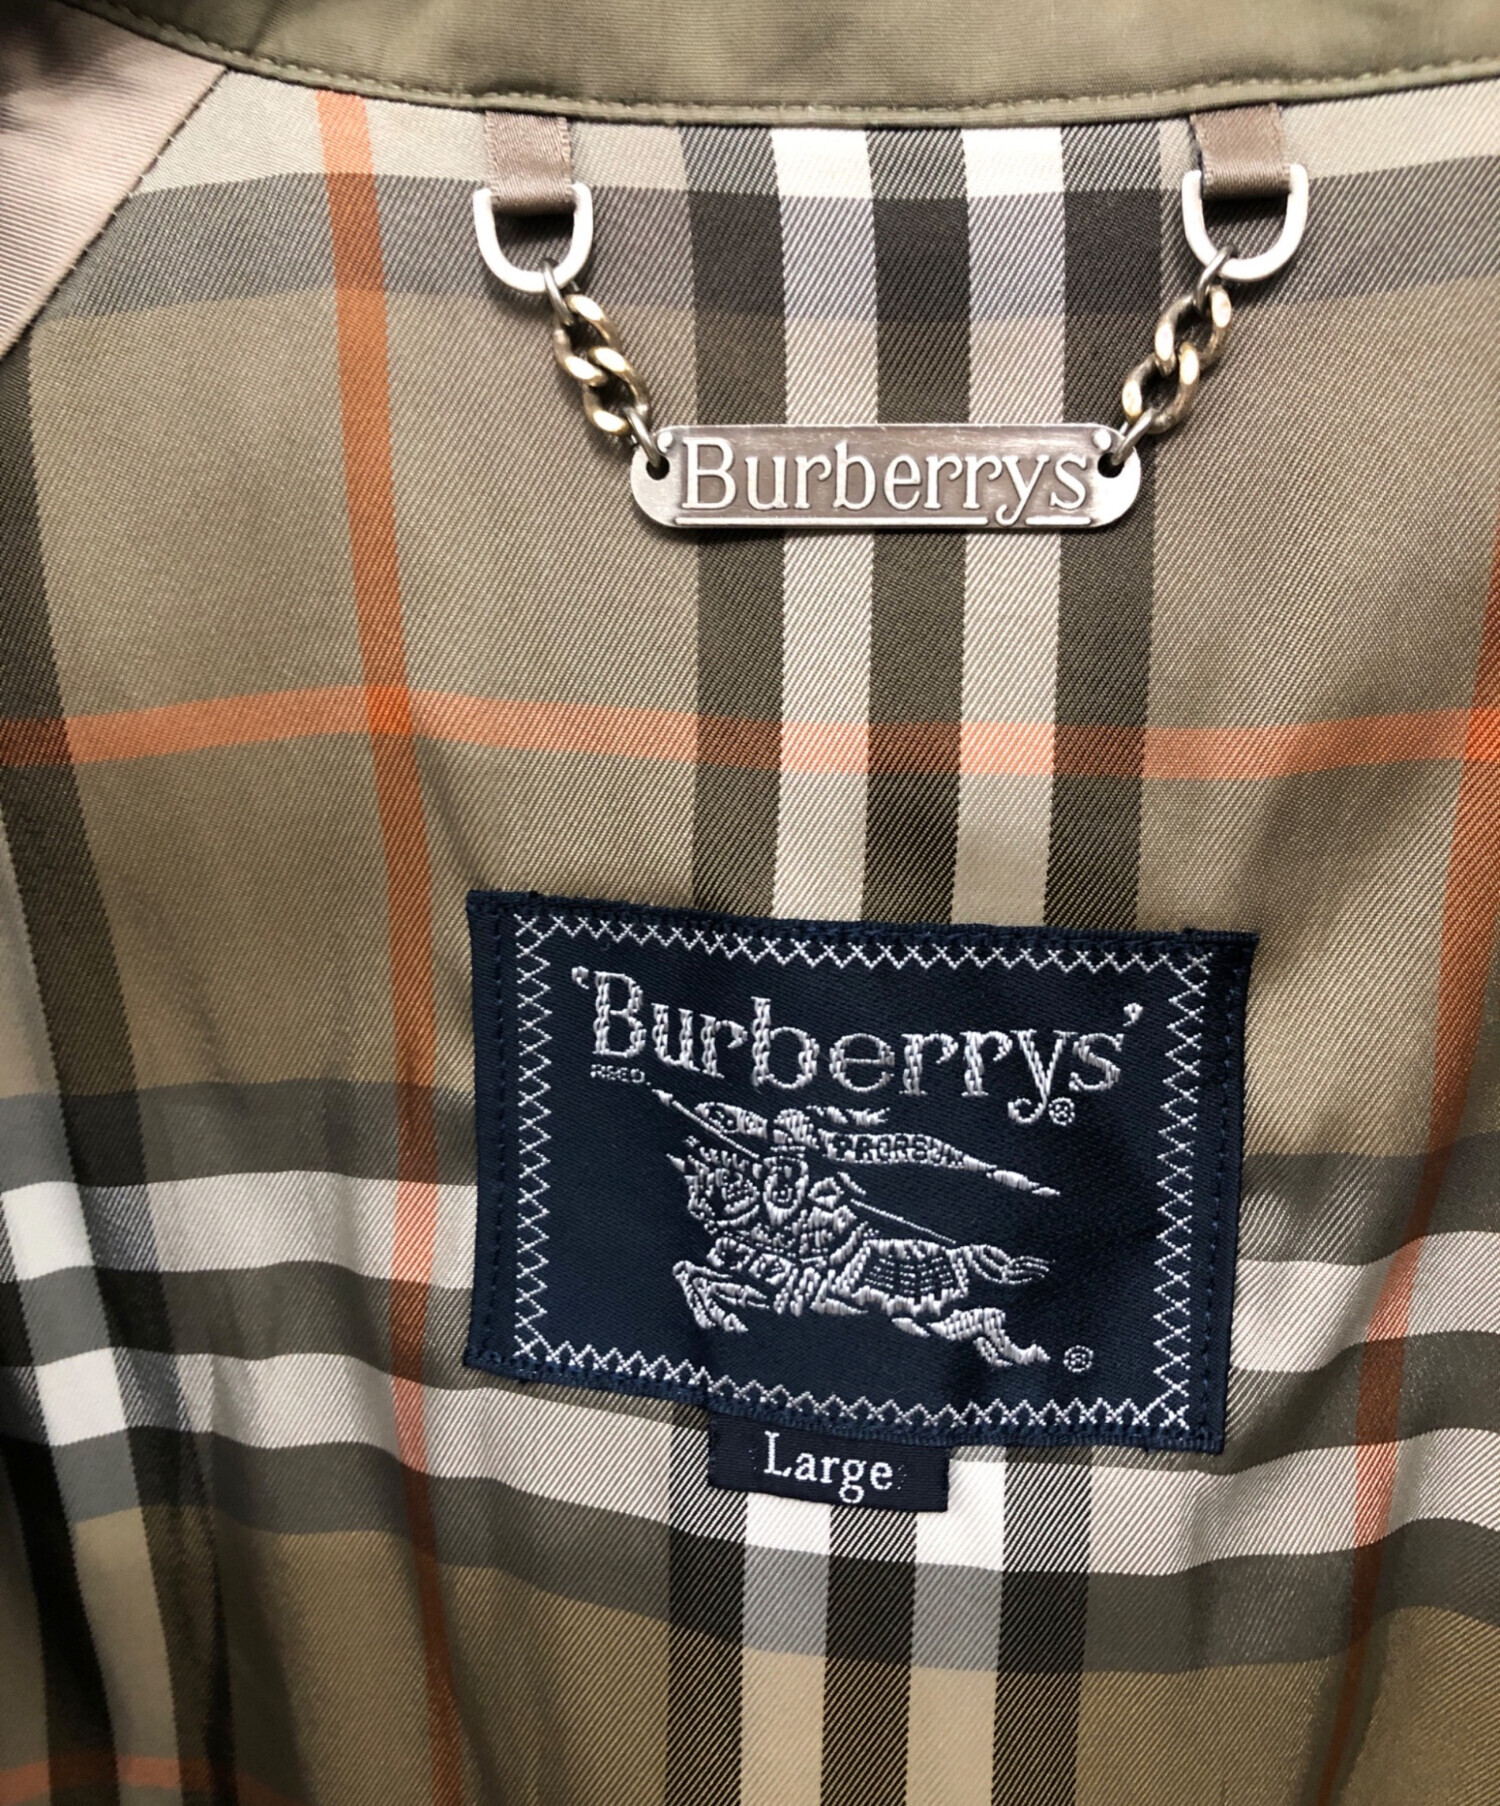 Burberrys
'Burberrys'
REGD. ®
PRORSUM
®
Large